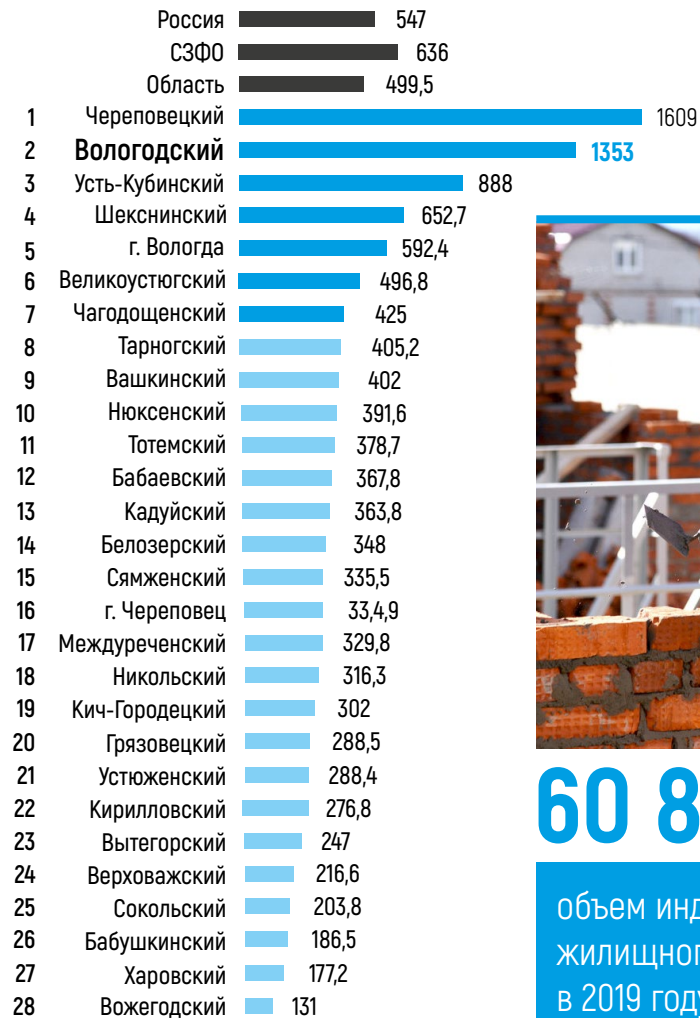 Россия 547
СЗФО 636
Область 499,5
1 Череповецкий 1609
2 Вологодский 1353
3 Усть-Кубинский 888
4 Шекснинский 652,7
5 г. Вологда 592,4
6 Великоустюгский 496,8
7 Чагодощенский 425
8 Тарногский 405,2
9 Вашкинский 402
10 Нюксенский 391,6
11 Тотемский 378,7
12 Бабаевский 367,8
13 Кадуйский 363,8
14 Белозерский 348
15 Сямженский 335,5
16 г. Череповец 33,4,9
17 Междуреченский 329,8
18 Никольский 316,3
19 Кич-Городецкий 302
20 Грязовецкий 288,5
21 Устюженский 288,4
22 Кирилловский 276,8
23 Вытегорский 247
24 Верховажский 216,6
25 Сокольский 203,8
26 Бабушкинский 186,5
27 Харовский 177,2
28 Вожегодский 131
60 8
объем инд
жилищног
в 2019 году